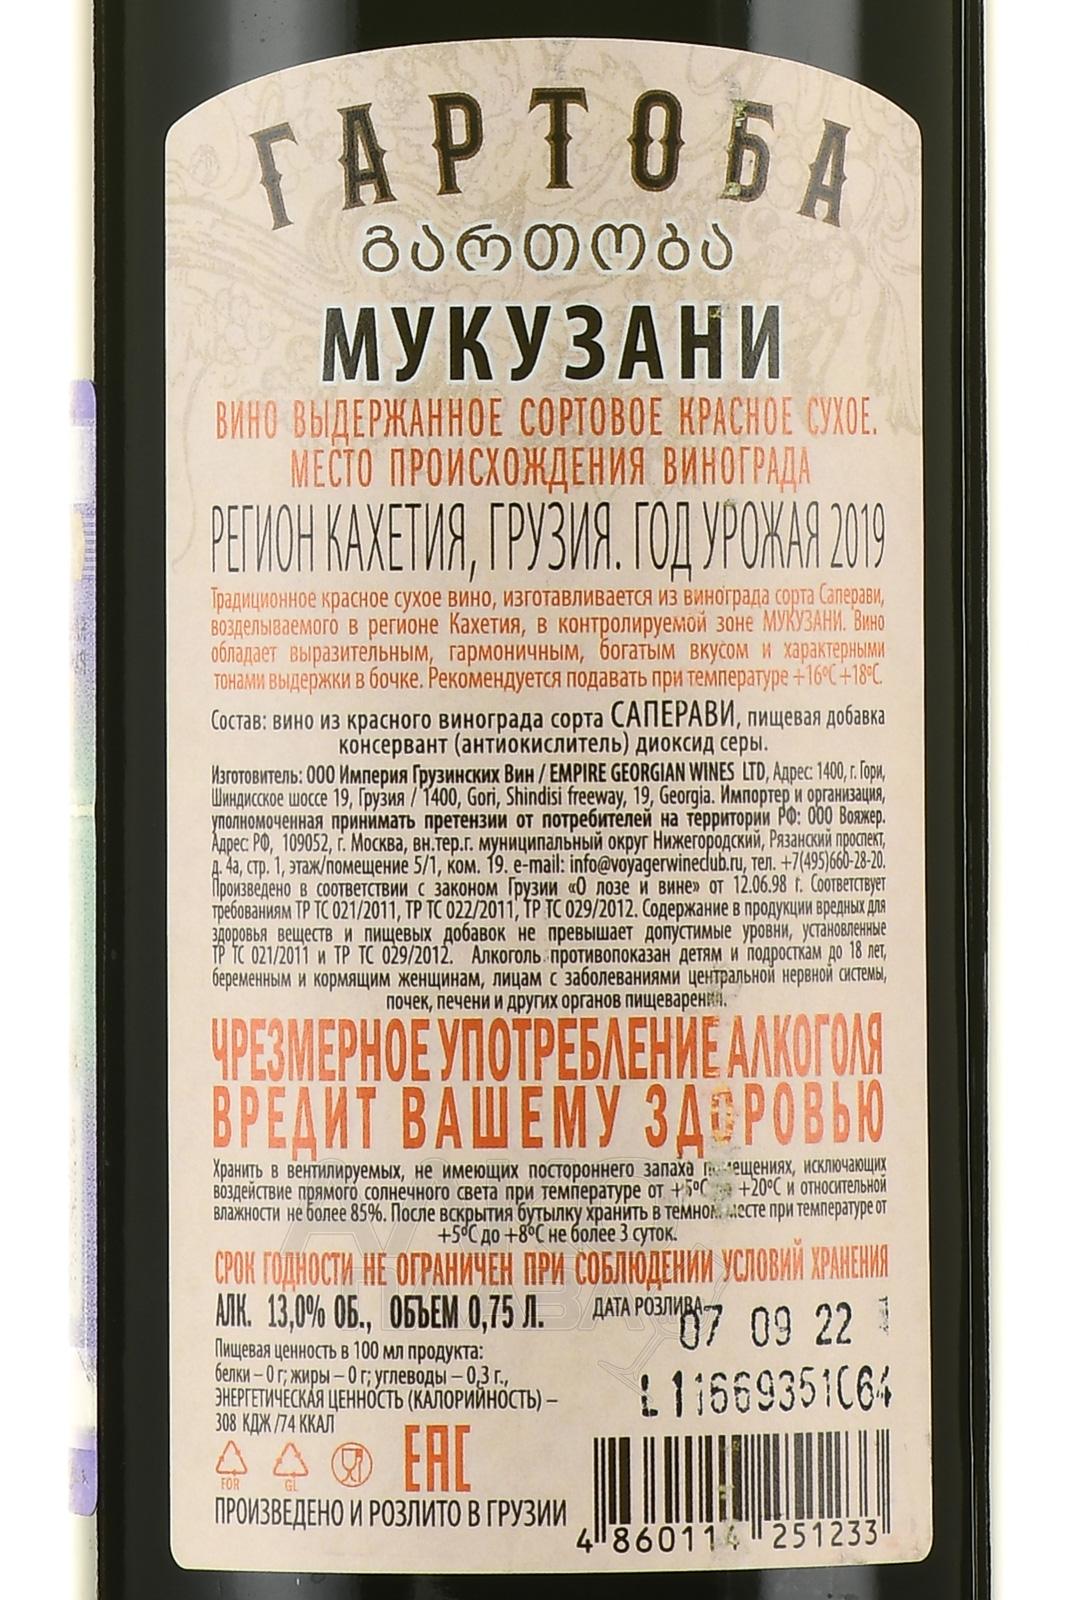 ГАРТОБА
გართობა
МУКУЗАНИ
ВИНО ВЫДЕРЖАННОЕ СОРТОВОЕ КРАСНОЕ СУХОЕ.
МЕСТО ПРОИСХОЖДЕНИЯ ВИНОГРАДА
РЕГИОН КАХЕТИЯ, ГРУЗИЯ. ГОД УРОЖАЯ 2019
Традиционное красное сухое вино, изготавливается из винограда сорта Саперави,
возделываемого в регионе Кахетия, в контролируемой зоне МУКУЗАНИ. Вино
обладает выразительным, гармоничным, богатым вкусом и характерными
тонами выдержки в бочке. Рекомендуется подавать при температуре +16ºС +18ºС.
Состав: вино из красного винограда сорта САПЕРАВИ, пищевая добавка
консервант (антиокислитель) диоксид серы.
Изготовитель: ООО Империя Грузинских Вин / EMPIRE GEORGIAN WINES LTD, Адрес: 1400, г. Гори,
Шиндисское шоссе 19, Грузия / 1400, Gori, Shindisi freeway, 19, Georgia. Импортер и организация,
уполномоченная принимать претензии от потребителей на территории РФ: ООО Вояжер.
Адрес: РФ, 109052, г. Москва, вн.тер.г. муниципальный округ Нижегородский, Рязанский проспект,
д. 4а, стр. 1, этаж/помещение 5/1, ком. 19. e-mail: info@voyagerwineclub.ru, тел. +7(495)660-28-20.
Произведено в соответствии с законом Грузии «О лозе и вине» от 12.06.98 г. Соответствует
требованиям ТР ТС 021/2011, ТР ТС 022/2011, ТР ТС 029/2012. Содержание в продукции вредных для
здоровья веществ и пищевых добавок не превышает допустимые уровни, установленные
ТР ТС 021/2011 и ТР ТС 029/2012. Алкоголь противопоказан детям и подросткам до 18 лет,
беременным и кормящим женщинам, лицам с заболеваниями центральной нервной системы,
почек, печени и других органов пищеварения.
ЧРЕЗМЕРНОЕ УПОТРЕБЛЕНИЕ АЛКОГОЛЯ
ВРЕДИТ ВАШЕМУ ЗДОРОВЬЮ
Хранить в вентилируемых, не имеющих постороннего запаха помещениях, исключающих
воздействие прямого солнечного света при температуре от +5ºС до +20ºС и относительной
влажности не более 85%. После вскрытия бутылку хранить в темном месте при температуре от
+5ºС до +8ºС не более 3 суток.
СРОК ГОДНОСТИ НЕ ОГРАНИЧЕН ПРИ СОБЛЮДЕНИИ УСЛОВИЙ ХРАНЕНИЯ
АЛК. 13,0% ОБ., ОБЪЕМ 0,75 Л. ДАТА РОЗЛИВА
07 09 22 1
Пищевая ценность в 100 мл продукта:
белки – 0 г; жиры – 0 г; углеводы – 0,3 г.,
ЭНЕРГЕТИЧЕСКАЯ ЦЕННОСТЬ (КАЛОРИЙНОСТЬ) –
308 КДЖ /74 ККАЛ
L11669351C64
FOR GL EAC
ПРОИЗВЕДЕНО И РОЗЛИТО В ГРУЗИИ
4 860114 251233